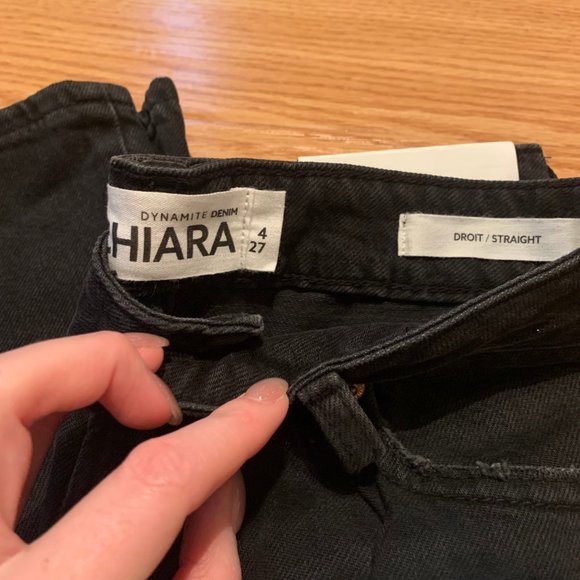 DYNAMITE DENIM
HIARA
4
27
DROIT / STRAIGHT